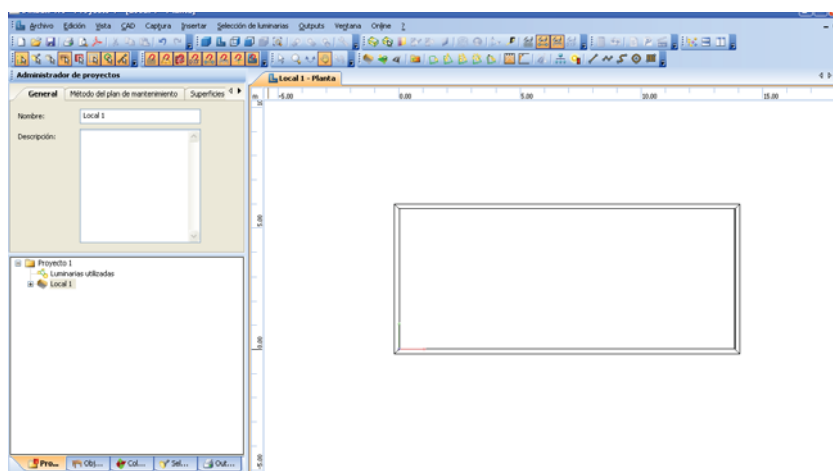 Archivo Edición Vista CAD Captura Insertar Selección de luminarias Outputs Ventana Online ?
Administrador de proyectos
General Método del plan de mantenimiento Superficies
Nombre: Local 1
Descripción:
Proyecto 1
Luminarias utilizadas
Local 1
Pro... Obj... Col... Sel... Out...
Local 1 - Planta
m -5.00 0.00 5.00 10.00 15.00
5.00
0.00
-5.00